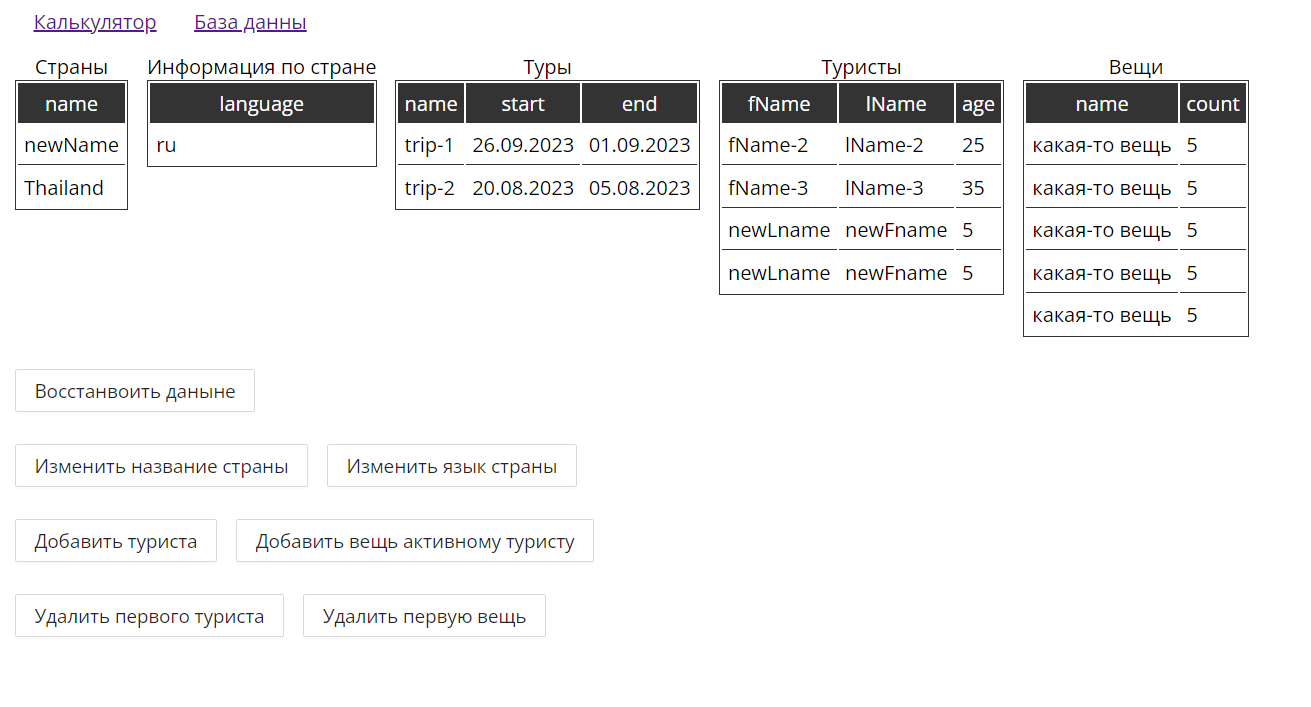 Калькулятор База данны
Страны Информация по стране Туры Туристы Вещи
name language name start end fName lName age name count
newName ru trip-1 26.09.2023 01.09.2023 fName-2 lName-2 25 какая-то вещь 5
Thailand trip-2 20.08.2023 05.08.2023 fName-3 lName-3 35 какая-то вещь 5
newLname newFname 5 какая-то вещь 5
newLname newFname 5 какая-то вещь 5
какая-то вещь 5
Восстанвоить даныне
Изменить название страны Изменить язык страны
Добавить туриста Добавить вещь активному туристу
Удалить первого туриста Удалить первую вещь